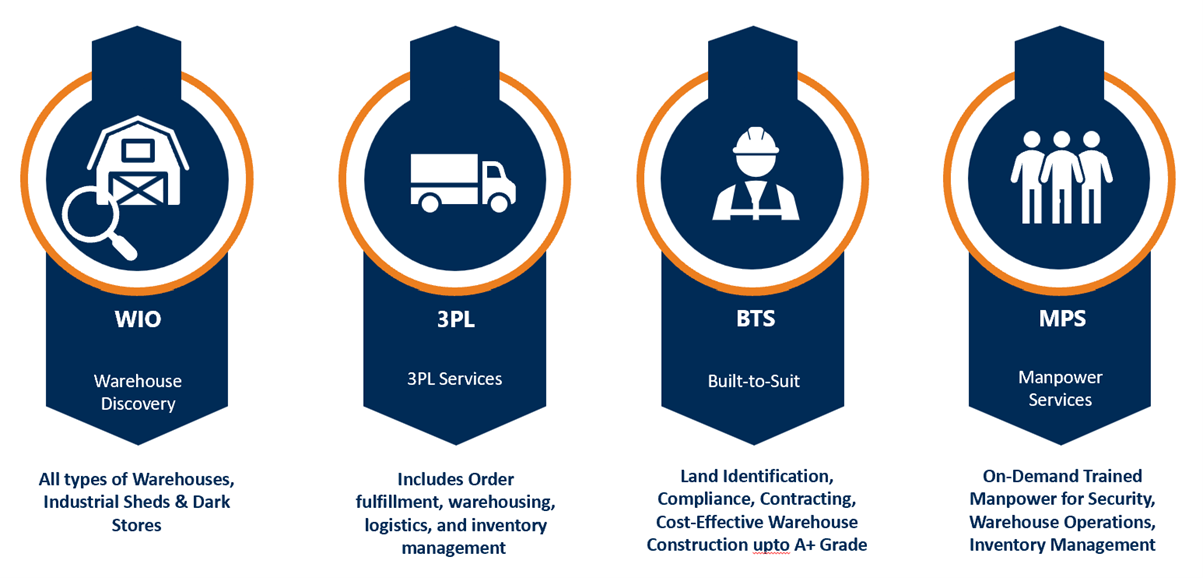 WIO
Warehouse
Discovery
All types of Warehouses,
Industrial Sheds & Dark
Stores
3PL
3PL Services
Includes Order
fulfillment, warehousing,
logistics, and inventory
management
BTS
Built-to-Suit
Land Identification,
Compliance, Contracting,
Cost-Effective Warehouse
Construction upto A+ Grade
MPS
Manpower
Services
On-Demand Trained
Manpower for Security,
Warehouse Operations,
Inventory Management